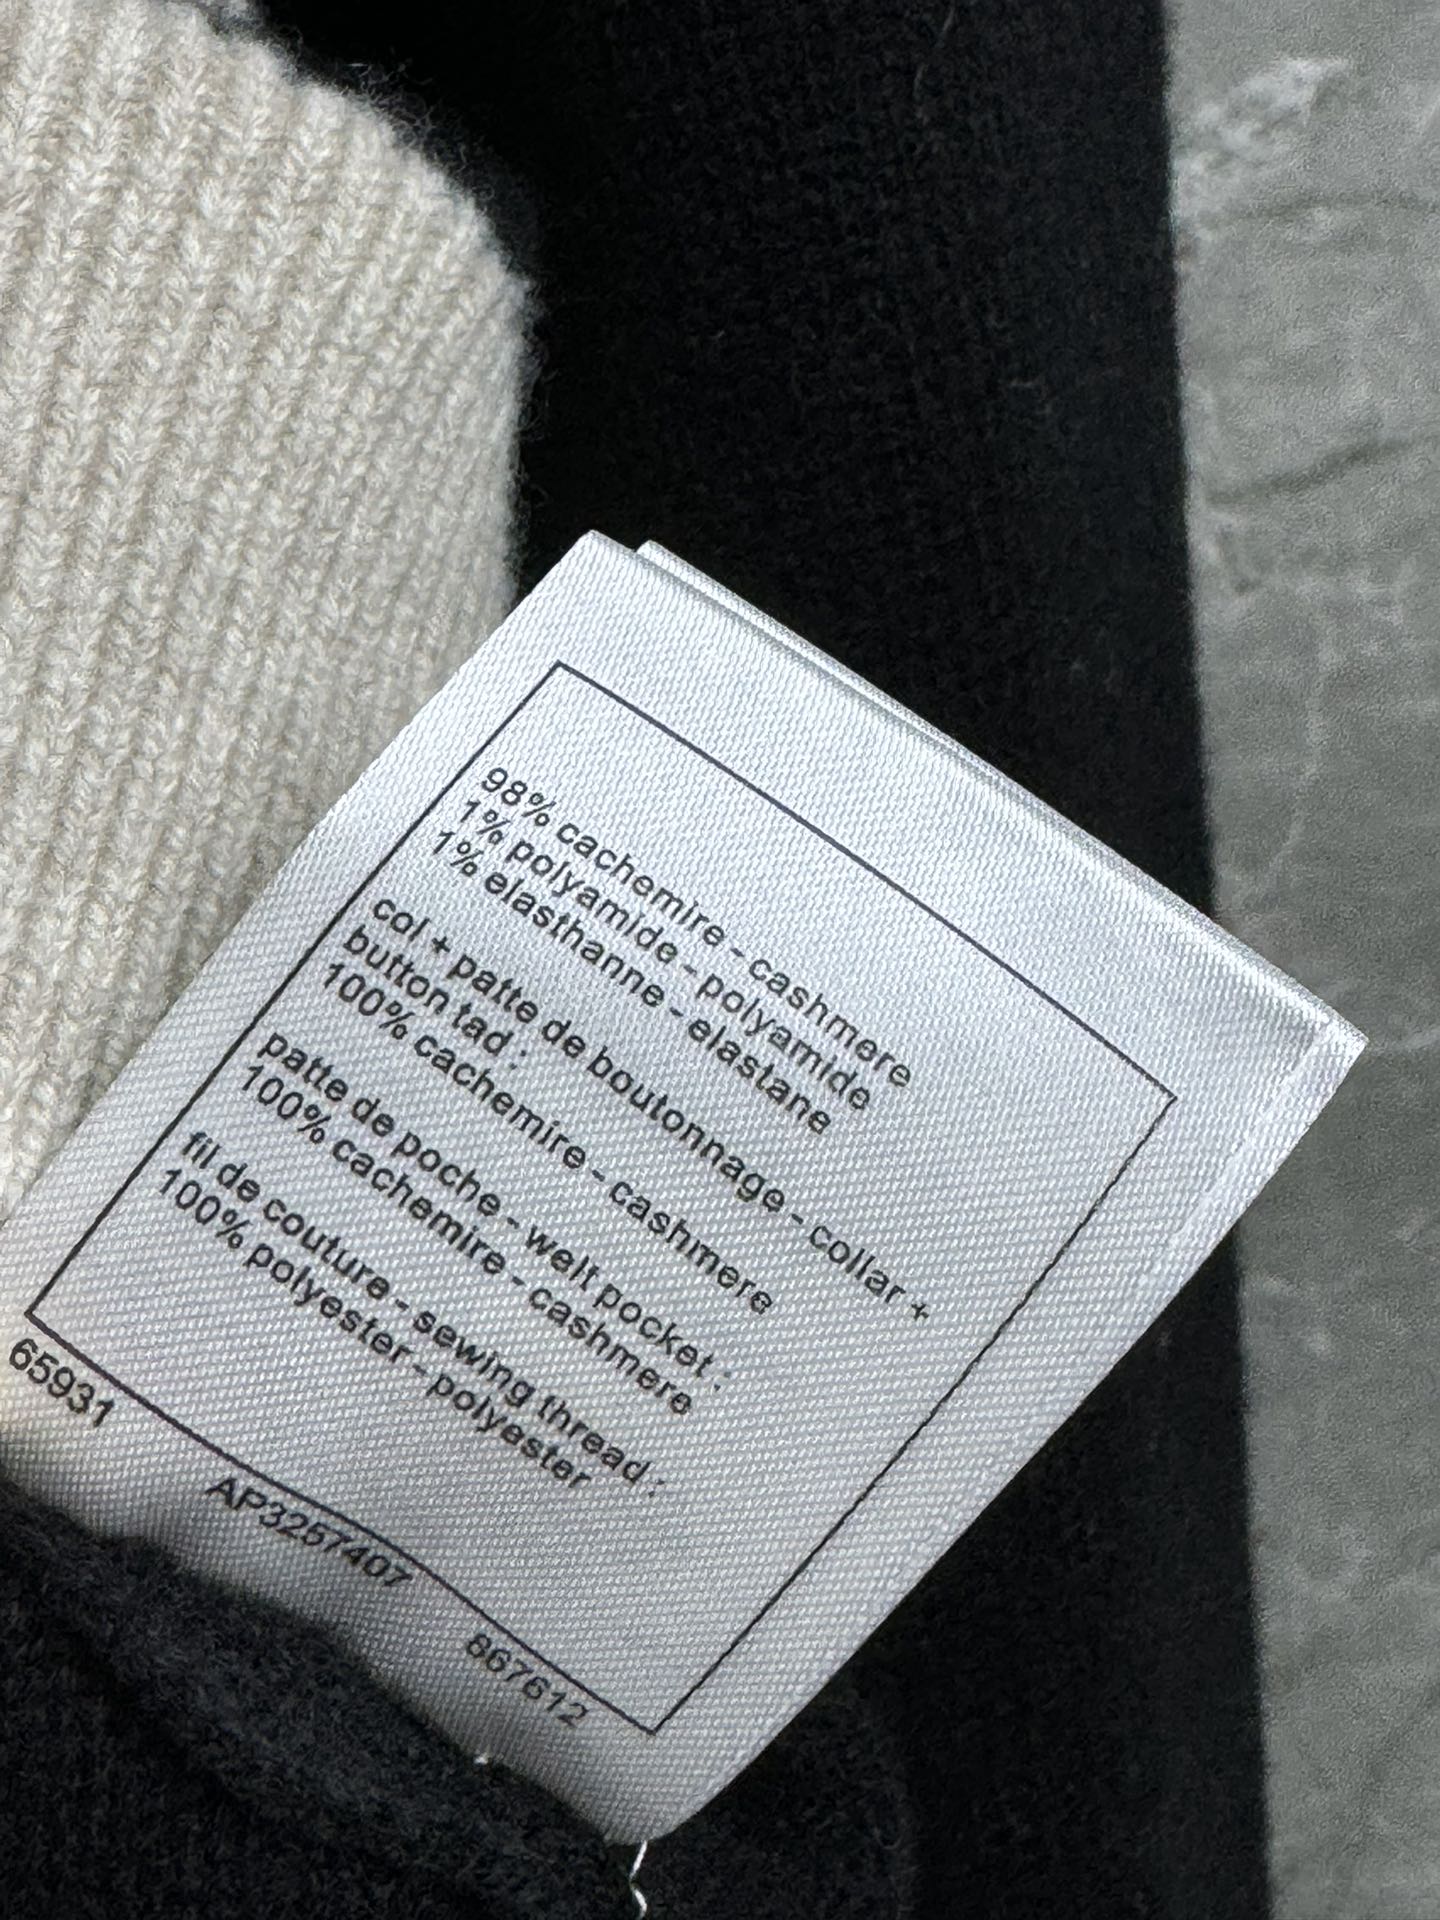 98% cachemire - cashmere
1% polyamide - polyamide
1% elasthanne - elastane
col + patte de boutonnage - collar +
button tad :
100% cachemire - cashmere
patte de poche - welt pocket :
100% cachemire - cashmere
fil de couture - sewing thread :
100% polyester - polyester
65931
AP3257407
867612